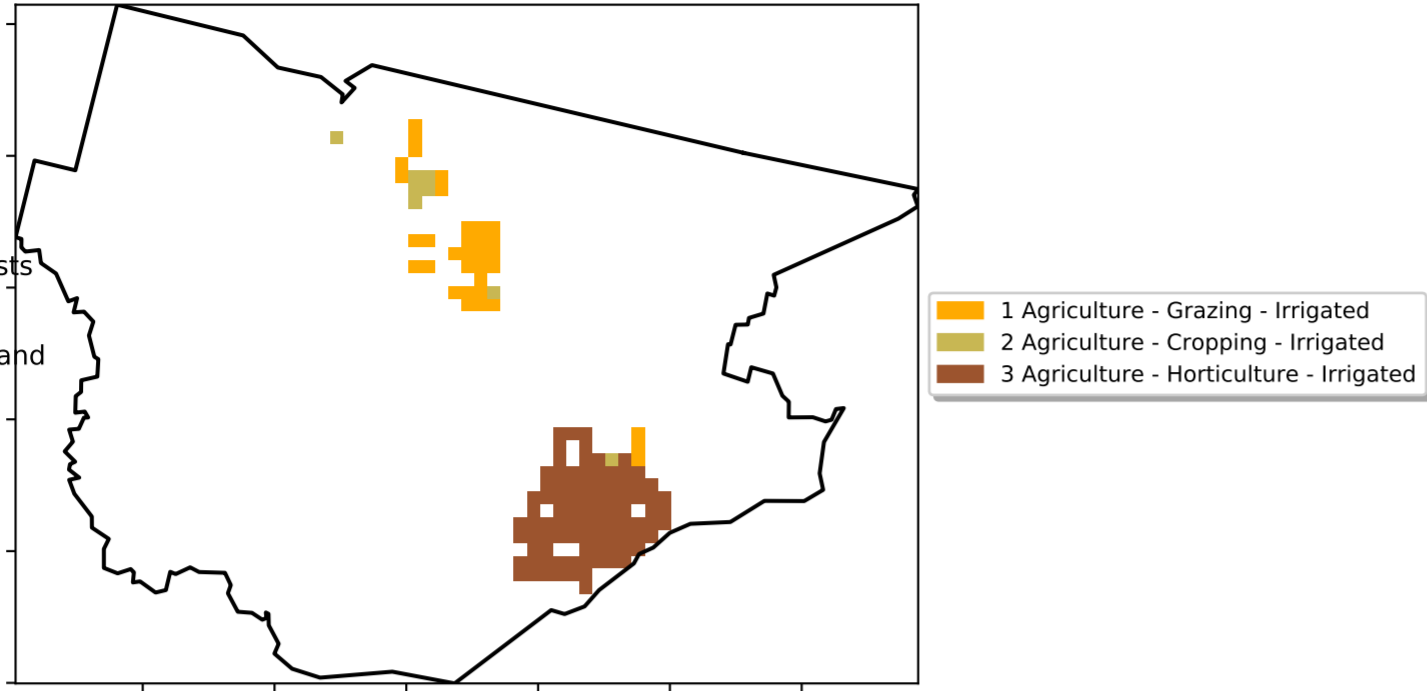 sts
and
1 Agriculture - Grazing - Irrigated
2 Agriculture - Cropping - Irrigated
3 Agriculture - Horticulture - Irrigated